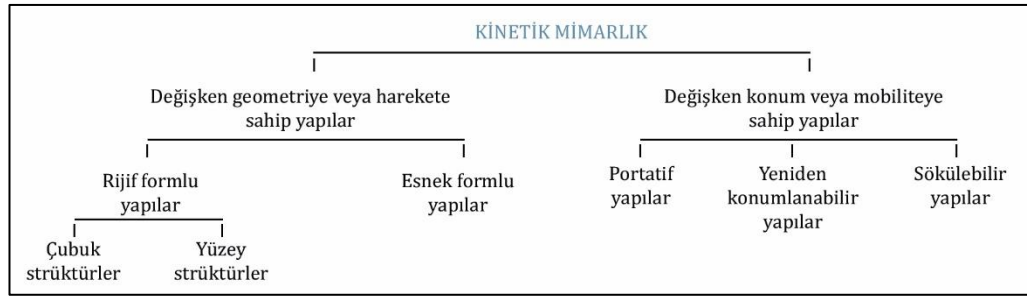 KİNETİK MİMARLIK
Değişken geometriye veya harekete
sahip yapılar
Değişken konum veya mobiliteye
sahip yapılar
Rijif formlu
yapılar
Esnek formlu
yapılar
Portatif
yapılar
Yeniden
konumlanabilir
yapılar
Sökülebilir
yapılar
Çubuk
strüktürler
Yüzey
strüktürler